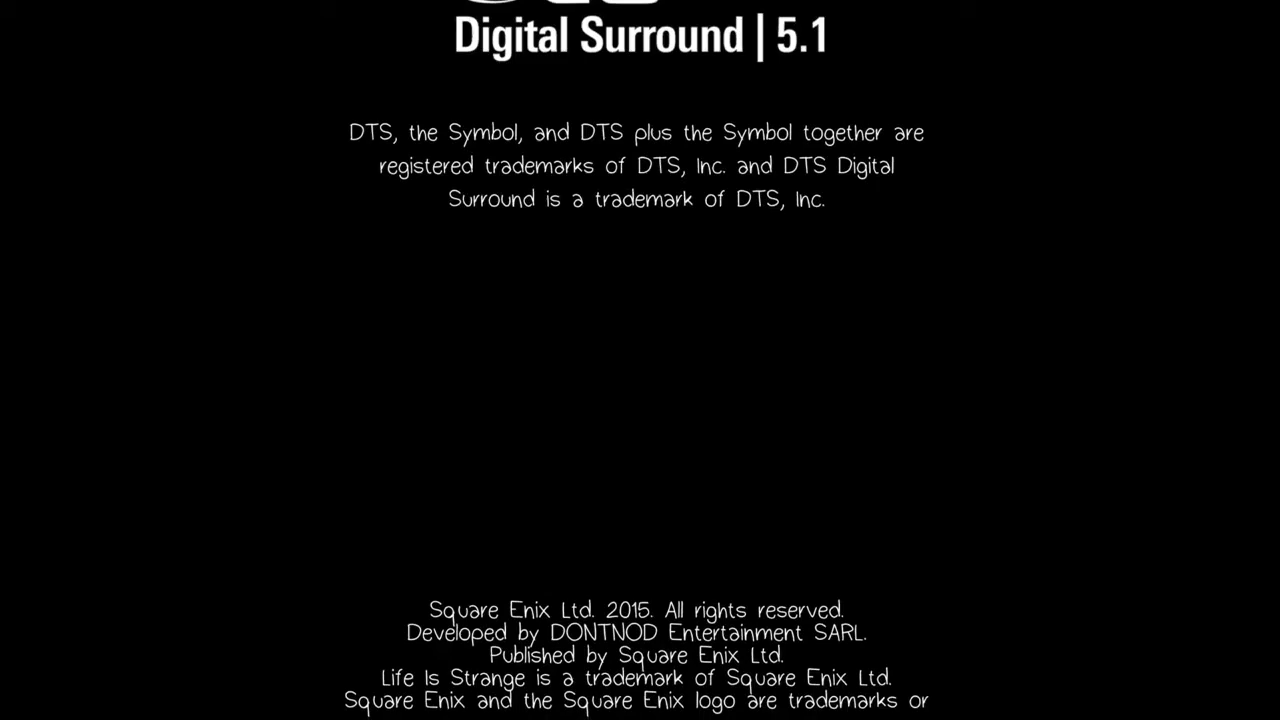 Digital Surround | 5.1
DTS, the Symbol, and DTS plus the Symbol together are
registered trademarks of DTS, Inc. and DTS Digital
Surround is a trademark of DTS, Inc.
Square Enix Ltd. 2015. All rights reserved.
Developed by DONTNOD Entertainment SARL.
Published by Square Enix Ltd.
Life Is Strange is a trademark of Square Enix Ltd.
Square Enix and the Square Enix logo are trademarks or